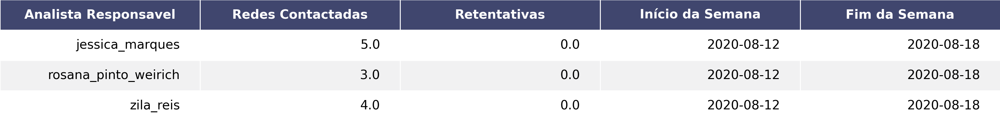 Analista Responsavel Redes Contactadas Retentativas Início da Semana Fim da Semana
jessica_marques 5.0 0.0 2020-08-12 2020-08-18
rosana_pinto_weirich 3.0 0.0 2020-08-12 2020-08-18
zila_reis 4.0 0.0 2020-08-12 2020-08-18